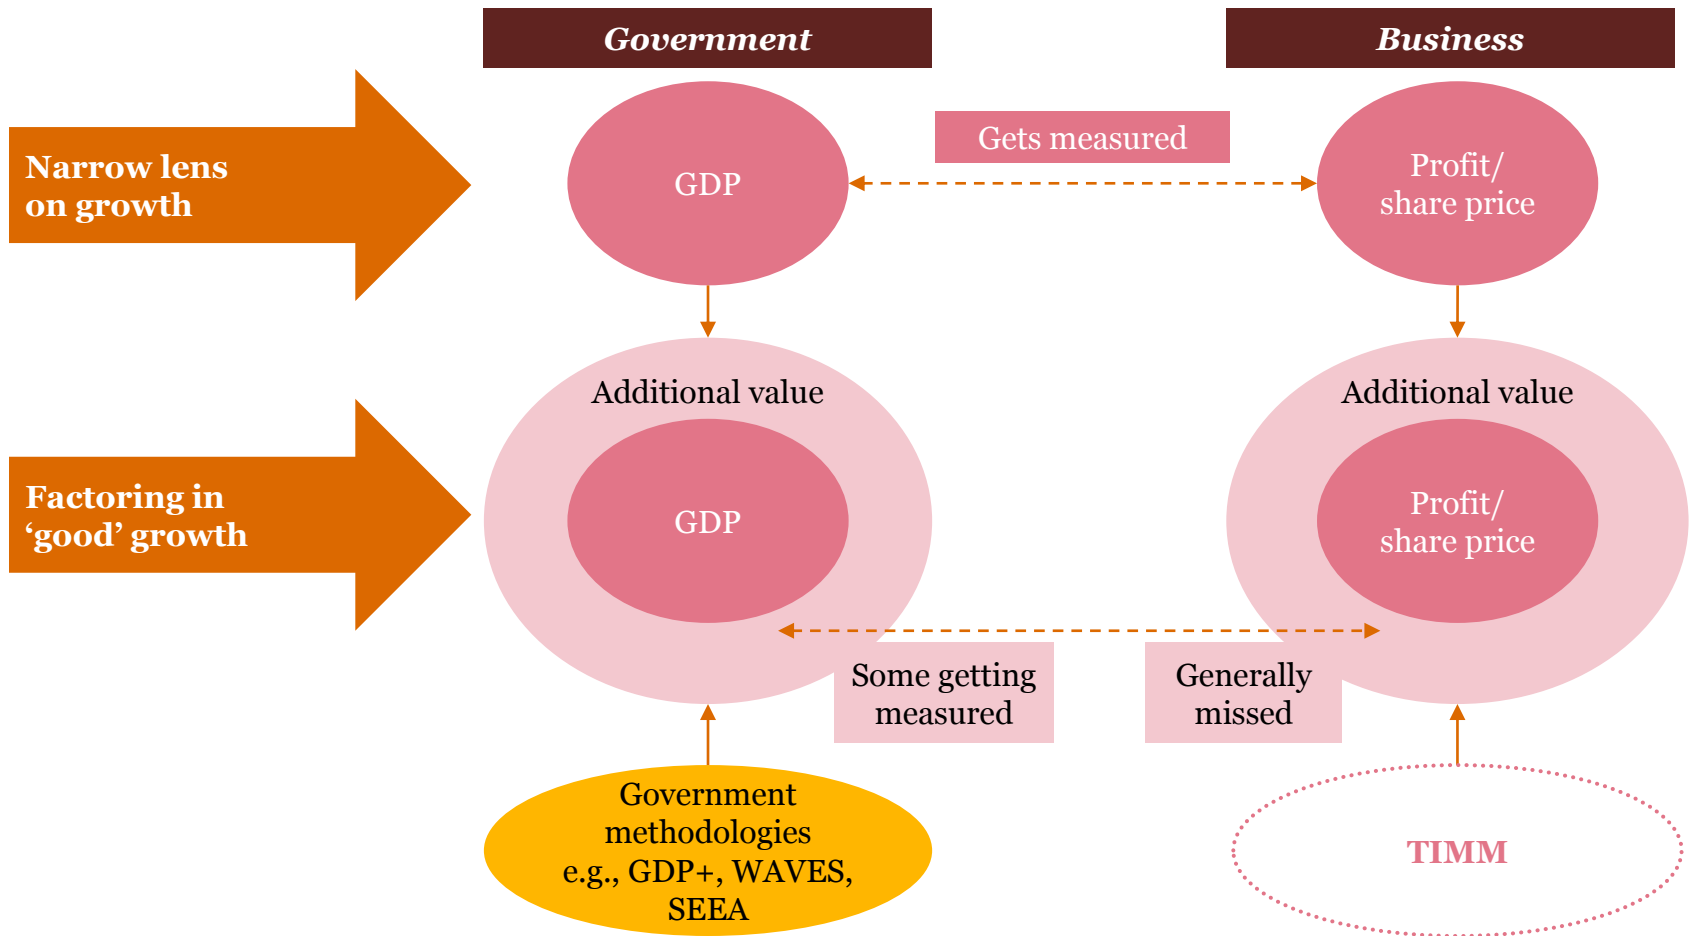 Government
Business
Narrow lens
on growth
GDP
Gets measured
Profit/
share price
Additional value
Additional value
Factoring in
‘good’ growth
GDP
Profit/
share price
Some getting
measured
Generally
missed
Government
methodologies
e.g., GDP+, WAVES,
SEEA
TIMM